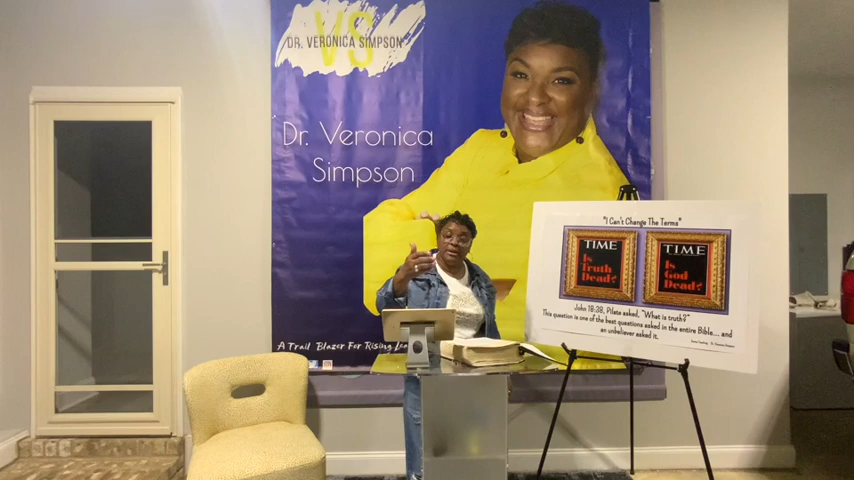 VS
DR. VERONICA SIMPSON
Dr. Veronica
Simpson
A Trail Blazer For Rising
"I Can't Change The Terms"
TIME
Is
Truth
Dead?
TIME
Is
God
Dead?
John 18:38, Pilate asked, "What is truth?"
This question is one of the best questions asked in the entire Bible... and
an unbeliever asked it.